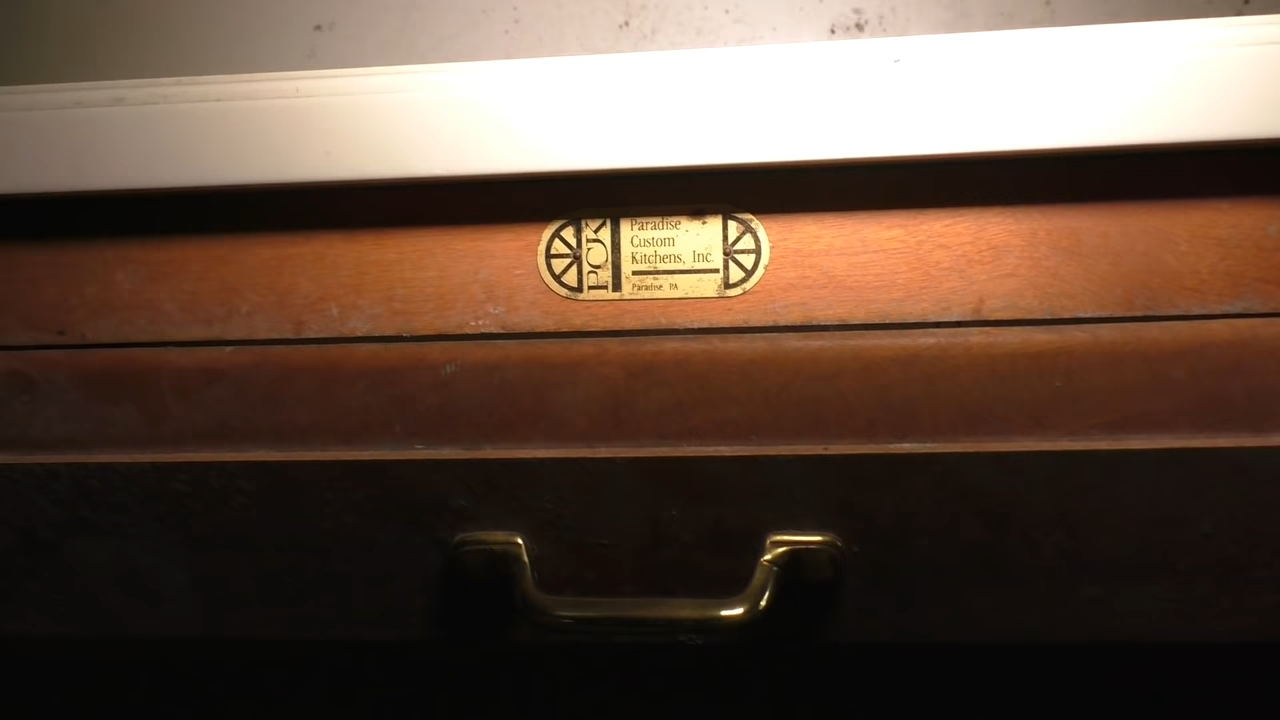 PCK
Paradise
Custom
Kitchens, Inc.
Paradise, PA